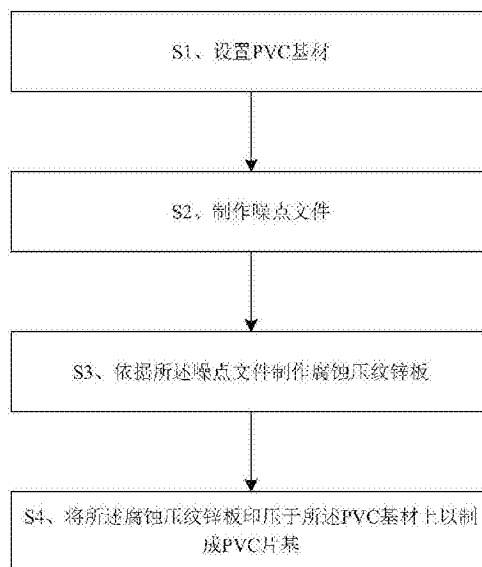 S1、设置PVC基材
S2、制作噪点文件
S3、依据所述噪点文件制作腐蚀压纹锌板
S4、将所述腐蚀压纹锌板印压于所述PVC基材上以制
成PVC片基